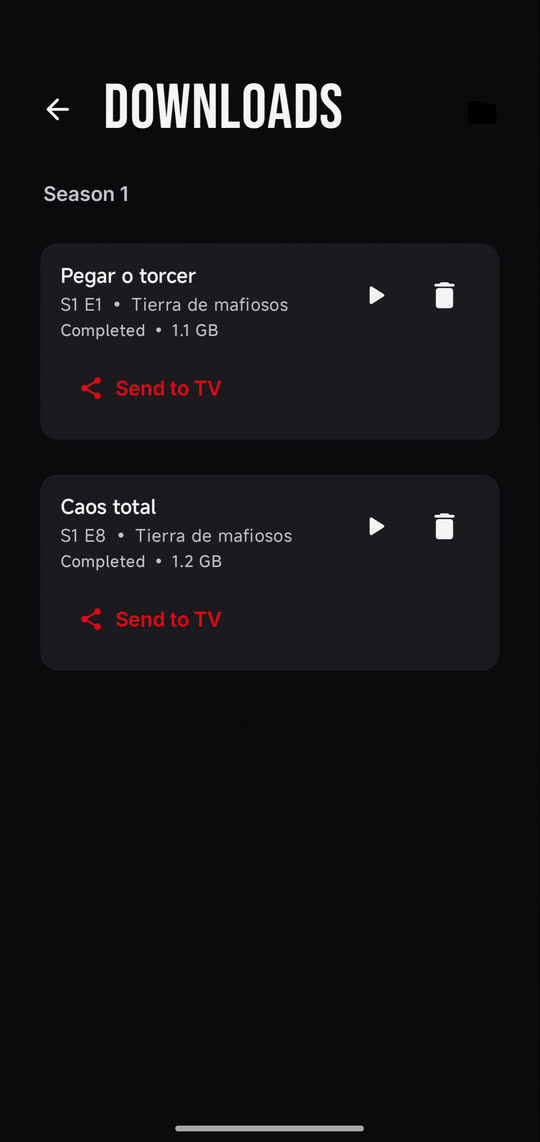 DOWNLOADS
Season 1
Pegar o torcer
S1 E1 • Tierra de mafiosos
Completed • 1.1 GB
Send to TV
Caos total
S1 E8 • Tierra de mafiosos
Completed • 1.2 GB
Send to TV